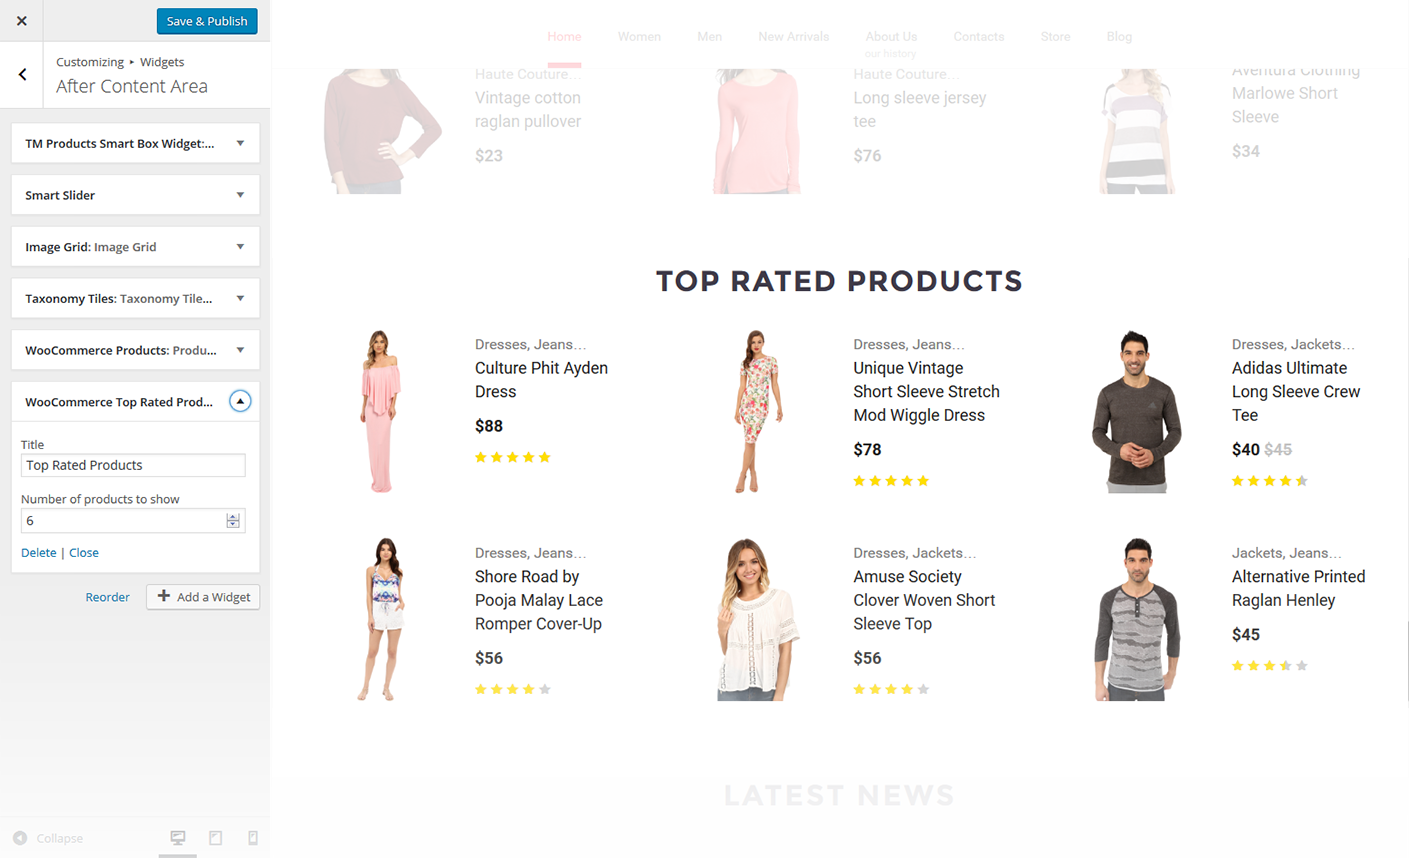 Save & Publish
Customizing ▸ Widgets
After Content Area
TM Products Smart Box Widget:...
Smart Slider
Image Grid: Image Grid
Taxonomy Tiles: Taxonomy Tile...
WooCommerce Products: Produ...
WooCommerce Top Rated Prod...
Title
Top Rated Products
Number of products to show
6
Delete | Close
Reorder
Add a Widget
Collapse
Home
Women
Men
New Arrivals
About Us
our history
Contacts
Store
Blog
Haute Couture...
Vintage cotton
raglan pullover
$23
Haute Couture...
Long sleeve jersey
tee
$76
Aventura Clothing
Marlowe Short
Sleeve
$34
TOP RATED PRODUCTS
Dresses, Jeans...
Culture Phit Ayden
Dress
$88
Dresses, Jeans...
Unique Vintage
Short Sleeve Stretch
Mod Wiggle Dress
$78
Dresses, Jackets...
Adidas Ultimate
Long Sleeve Crew
Tee
$40 $45
Dresses, Jeans...
Shore Road by
Pooja Malay Lace
Romper Cover-Up
$56
Dresses, Jackets...
Amuse Society
Clover Woven Short
Sleeve Top
$56
Jackets, Jeans...
Alternative Printed
Raglan Henley
$45
LATEST NEWS